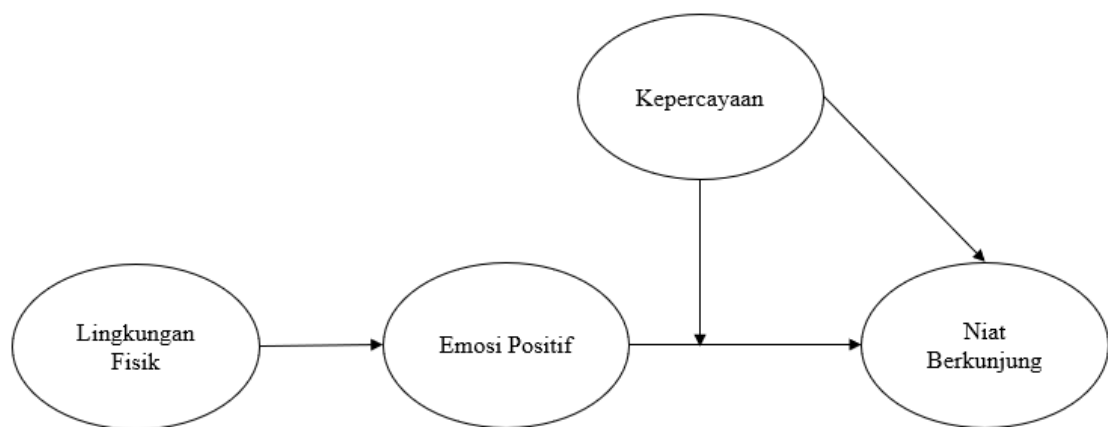 Kepercayaan
Lingkungan
Fisik
Emosi Positif
Niat
Berkunjung